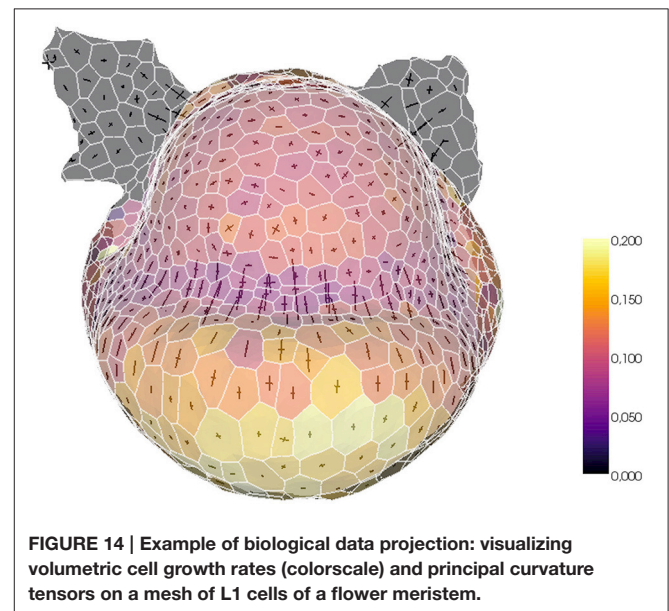 0,200
0,150
0,100
0,050
0,000
FIGURE 14 | Example of biological data projection: visualizing
volumetric cell growth rates (colorscale) and principal curvature
tensors on a mesh of L1 cells of a flower meristem.